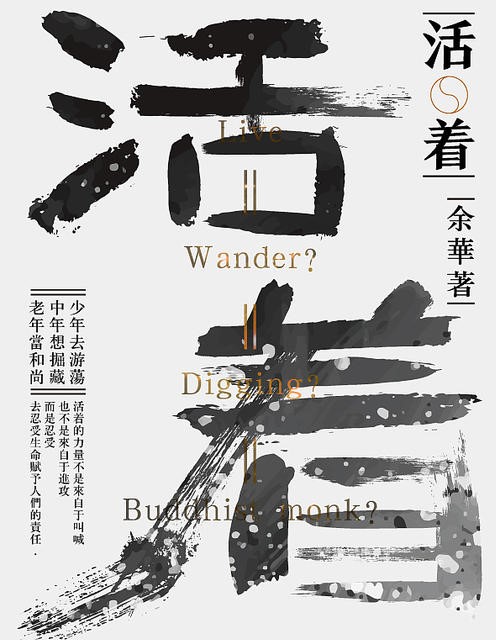 活着
活着
余華著
Live
||
Wander?
||
Digging?
||
Buddhist monk?
少年去游蕩
中年想掘藏
老年當和尚
活着的力量不是來自于叫喊
也不是來自于進攻
而是忍受
去忍受生命賦予人們的責任.